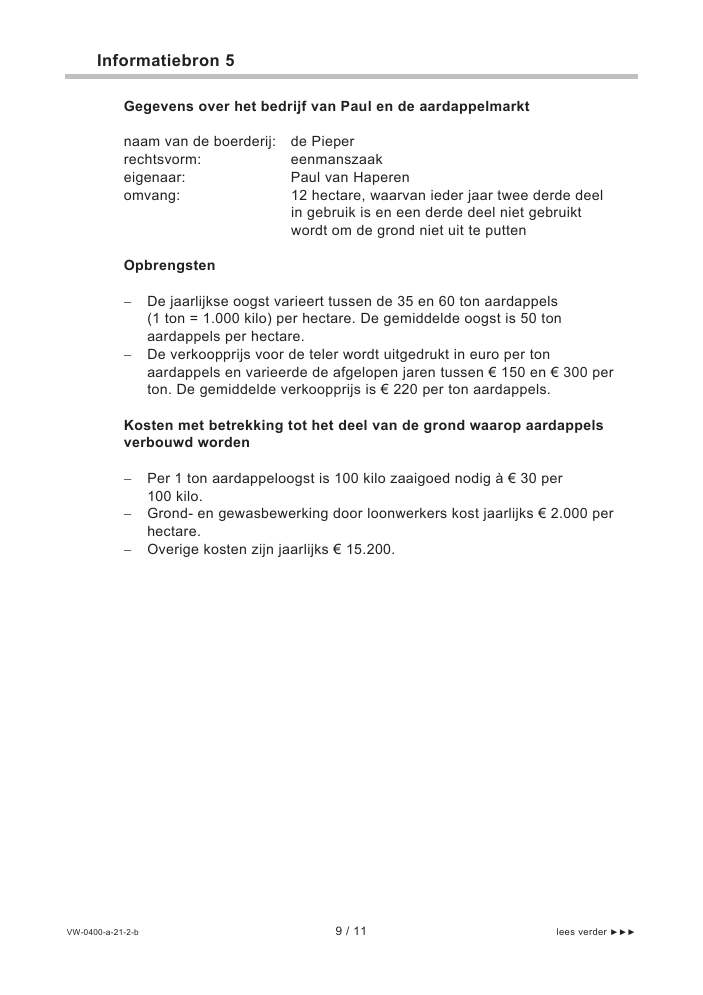 Informatiebron 5
Gegevens over het bedrijf van Paul en de aardappelmarkt
naam van de boerderij: de Pieper
rechtsvorm: eenmanszaak
eigenaar: Paul van Haperen
omvang: 12 hectare, waarvan ieder jaar twee derde deel
in gebruik is en een derde deel niet gebruikt
wordt om de grond niet uit te putten
Opbrengsten
– De jaarlijkse oogst varieert tussen de 35 en 60 ton aardappels
(1 ton = 1.000 kilo) per hectare. De gemiddelde oogst is 50 ton
aardappels per hectare.
– De verkoopprijs voor de teler wordt uitgedrukt in euro per ton
aardappels en varieerde de afgelopen jaren tussen € 150 en € 300 per
ton. De gemiddelde verkoopprijs is € 220 per ton aardappels.
Kosten met betrekking tot het deel van de grond waarop aardappels
verbouwd worden
– Per 1 ton aardappeloogst is 100 kilo zaaigoed nodig à € 30 per
100 kilo.
– Grond- en gewasbewerking door loonwerkers kost jaarlijks € 2.000 per
hectare.
– Overige kosten zijn jaarlijks € 15.200.
VW-0400-a-21-2-b 9 / 11 lees verder ►►►